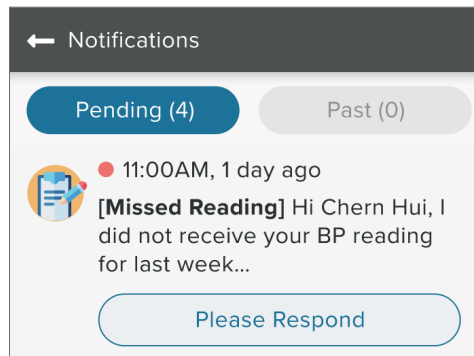 Notifications
Pending (4)
Past (0)
11:00AM, 1 day ago
[Missed Reading] Hi Chern Hui, I
did not receive your BP reading
for last week...
Please Respond